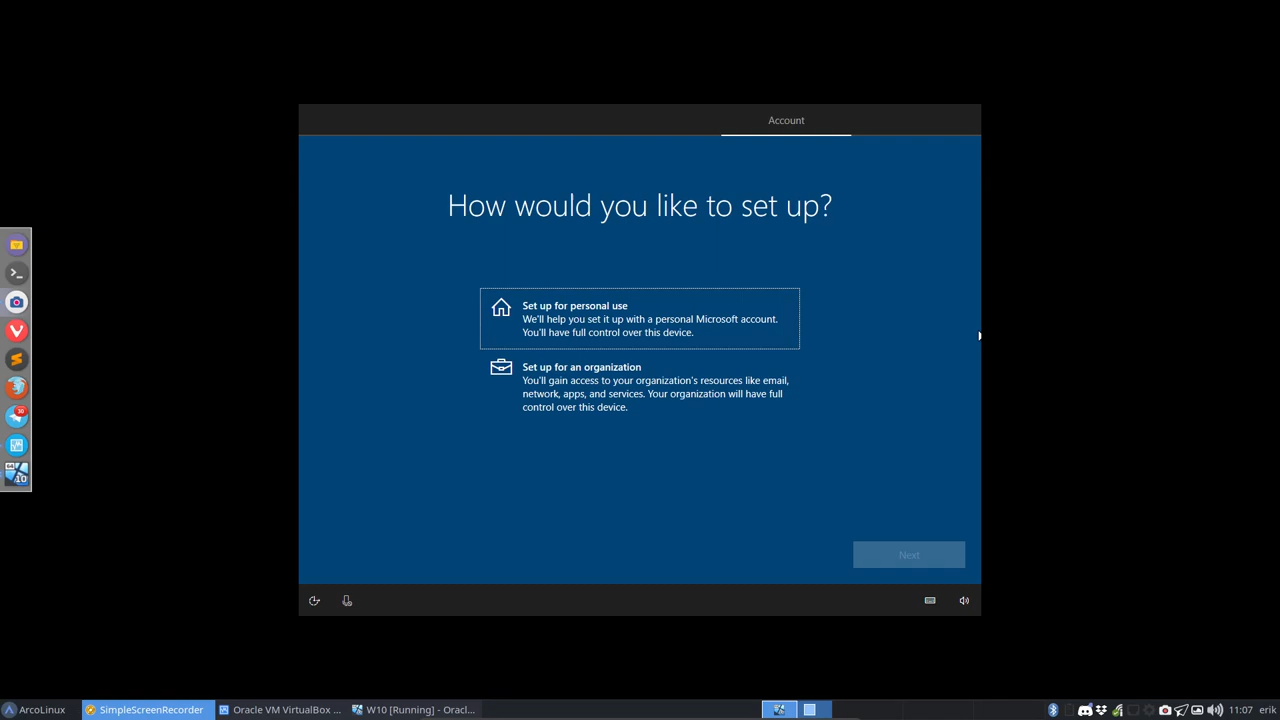 Account
How would you like to set up?
Set up for personal use
We'll help you set it up with a personal Microsoft account.
You'll have full control over this device.
Set up for an organization
You'll gain access to your organization's resources like email,
network, apps, and services. Your organization will have full
control over this device.
Next
30
64
10
ArcoLinux
SimpleScreenRecorder
Oracle VM VirtualBox ...
W10 [Running] - Oracl...
11:07
erik